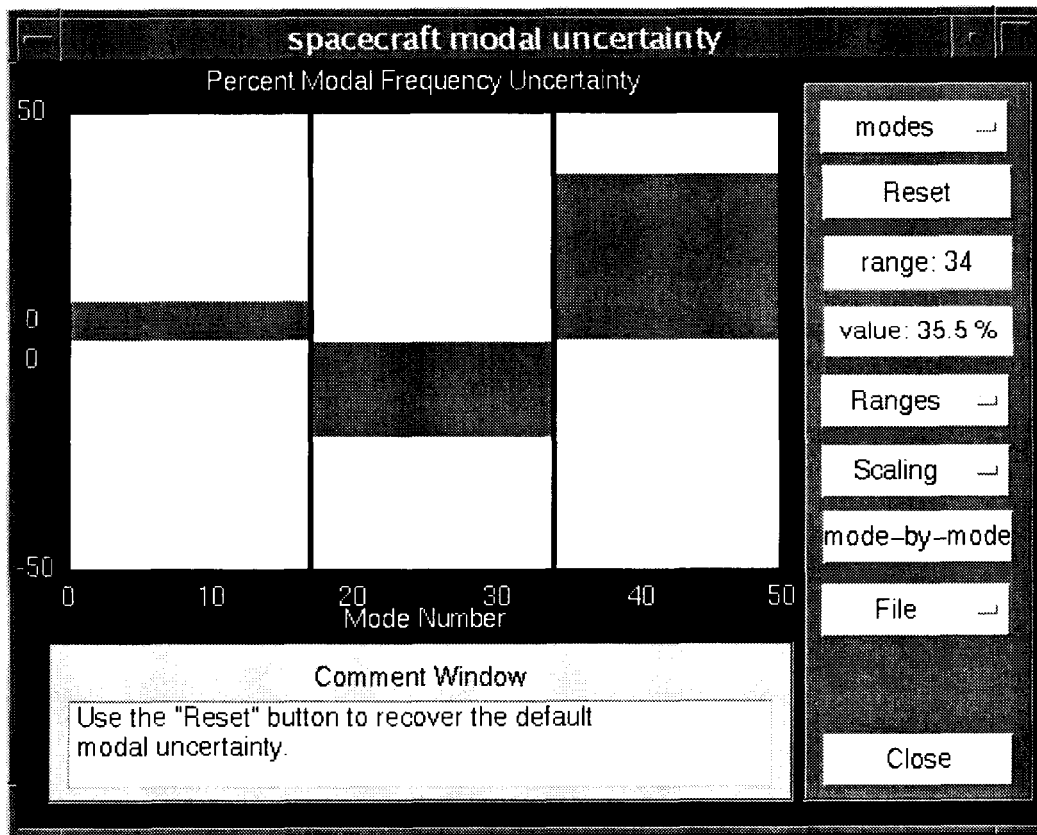 spacecraft modal uncertainty
Percent Modal Frequency Uncertainty
50
0
0
-50
0 10 20 30 40 50
Mode Number
modes
Reset
range: 34
value: 35.5 %
Ranges
Scaling
mode-by-mode
File
Close
Comment Window
Use the "Reset" button to recover the default
modal uncertainty.